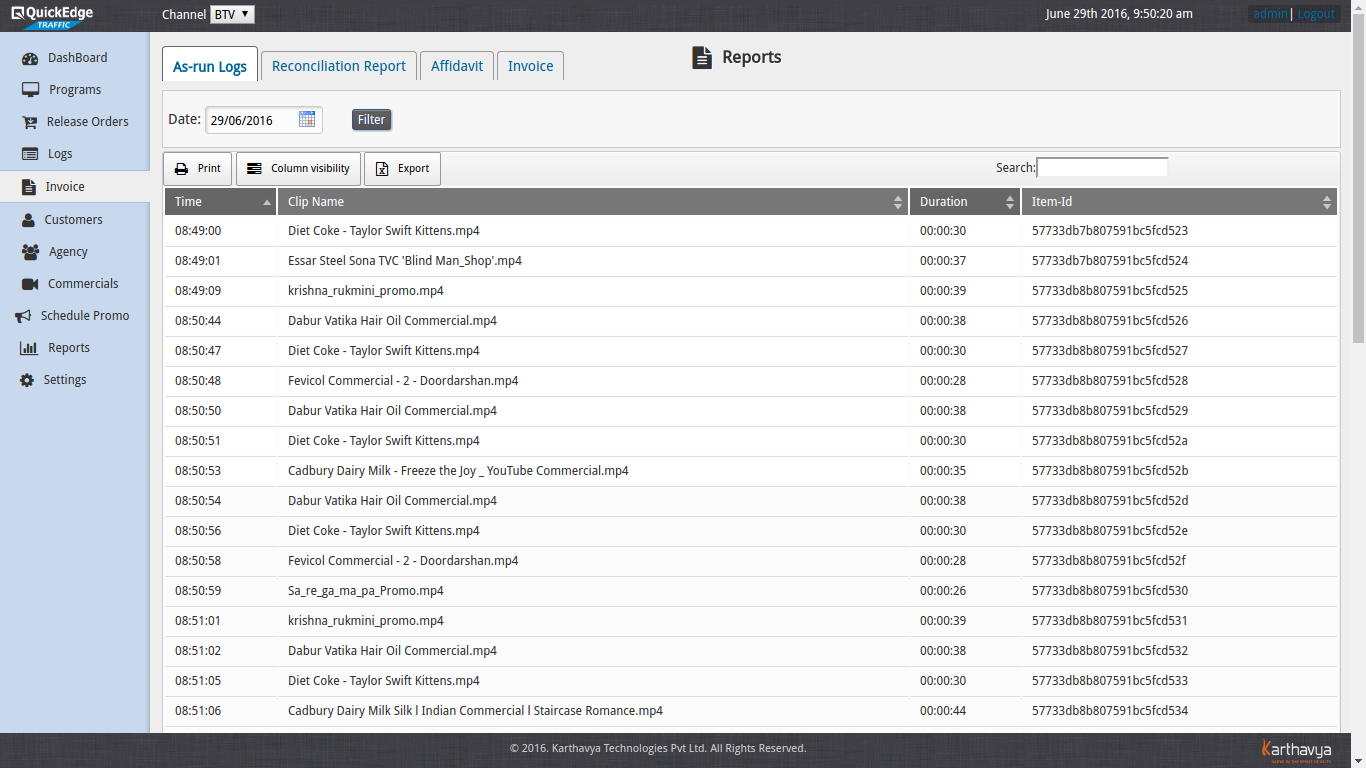 QuickEdge
TRAFFIC
Channel BTV
June 29th 2016, 9:50:20 am
admin | Logout
DashBoard
Programs
Release Orders
Logs
Invoice
Customers
Agency
Commercials
Schedule Promo
Reports
Settings
As-run Logs Reconciliation Report Affidavit Invoice
Reports
Date: 29/06/2016 Filter
Print Column visibility Export
Search:
Time Clip Name Duration Item-Id
08:49:00 Diet Coke - Taylor Swift Kittens.mp4 00:00:30 57733db7b807591bc5fcd523
08:49:01 Essar Steel Sona TVC 'Blind Man_Shop'.mp4 00:00:37 57733db7b807591bc5fcd524
08:49:09 krishna_rukmini_promo.mp4 00:00:39 57733db8b807591bc5fcd525
08:50:44 Dabur Vatika Hair Oil Commercial.mp4 00:00:38 57733db8b807591bc5fcd526
08:50:47 Diet Coke - Taylor Swift Kittens.mp4 00:00:30 57733db8b807591bc5fcd527
08:50:48 Fevicol Commercial - 2 - Doordarshan.mp4 00:00:28 57733db8b807591bc5fcd528
08:50:50 Dabur Vatika Hair Oil Commercial.mp4 00:00:38 57733db8b807591bc5fcd529
08:50:51 Diet Coke - Taylor Swift Kittens.mp4 00:00:30 57733db8b807591bc5fcd52a
08:50:53 Cadbury Dairy Milk - Freeze the Joy _ YouTube Commercial.mp4 00:00:35 57733db8b807591bc5fcd52b
08:50:54 Dabur Vatika Hair Oil Commercial.mp4 00:00:38 57733db8b807591bc5fcd52d
08:50:56 Diet Coke - Taylor Swift Kittens.mp4 00:00:30 57733db8b807591bc5fcd52e
08:50:58 Fevicol Commercial - 2 - Doordarshan.mp4 00:00:28 57733db8b807591bc5fcd52f
08:50:59 Sa_re_ga_ma_pa_Promo.mp4 00:00:26 57733db8b807591bc5fcd530
08:51:01 krishna_rukmini_promo.mp4 00:00:39 57733db8b807591bc5fcd531
08:51:02 Dabur Vatika Hair Oil Commercial.mp4 00:00:38 57733db8b807591bc5fcd532
08:51:05 Diet Coke - Taylor Swift Kittens.mp4 00:00:30 57733db8b807591bc5fcd533
08:51:06 Cadbury Dairy Milk Silk l Indian Commercial l Staircase Romance.mp4 00:00:44 57733db8b807591bc5fcd534
© 2016. Karthavya Technologies Pvt Ltd. All Rights Reserved.
Karthavya